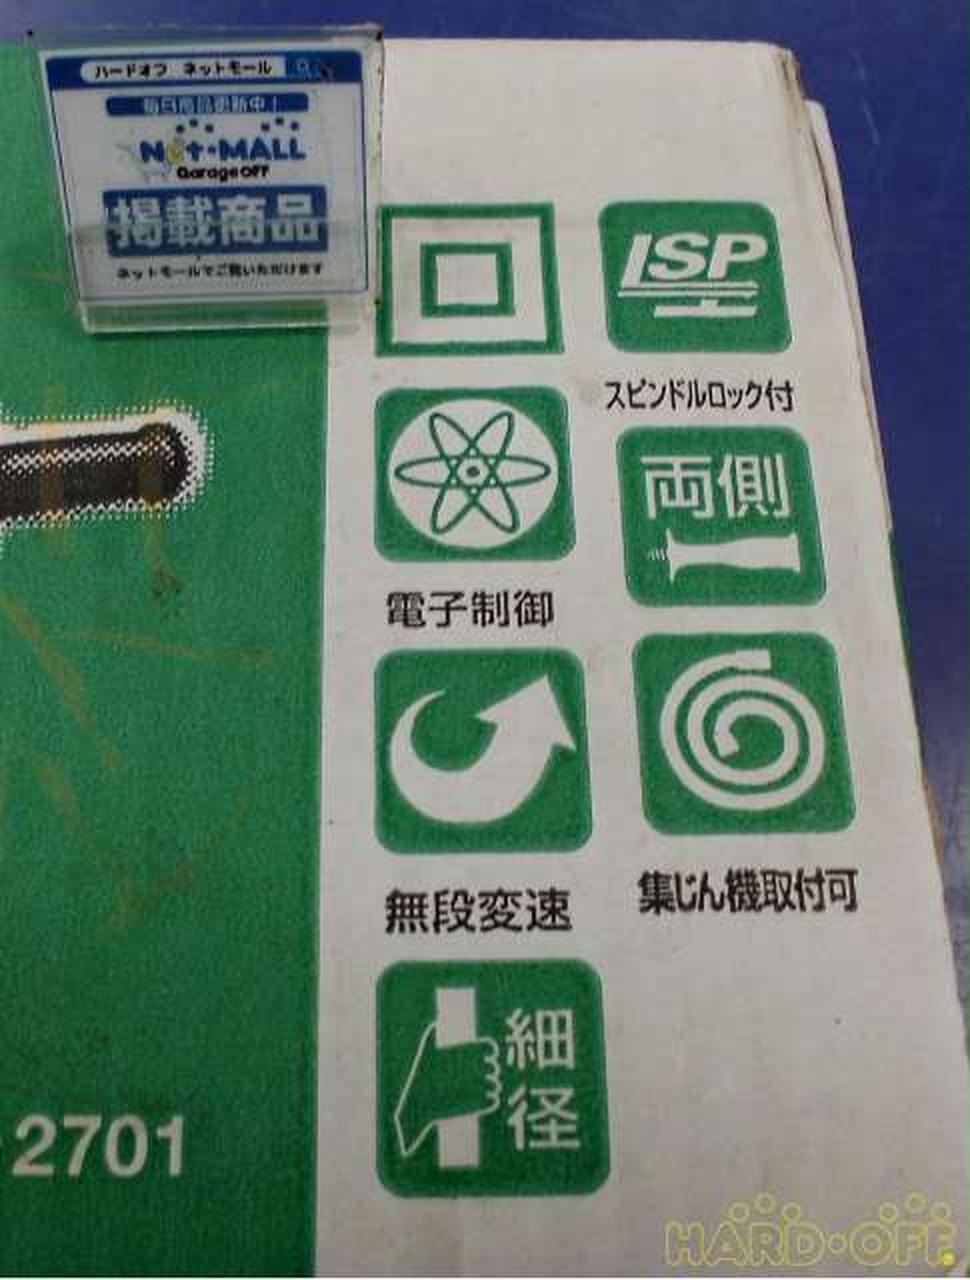 ハードオフ ネットモール
毎日商品更新中!
Net・MALL
GarageOFF
掲載商品
ネットモールでご覧いただけます
LSP
スピンドルロック付
両側
電子制御
無段変速
集じん機取付可
細
径
2701
HARD・OFF